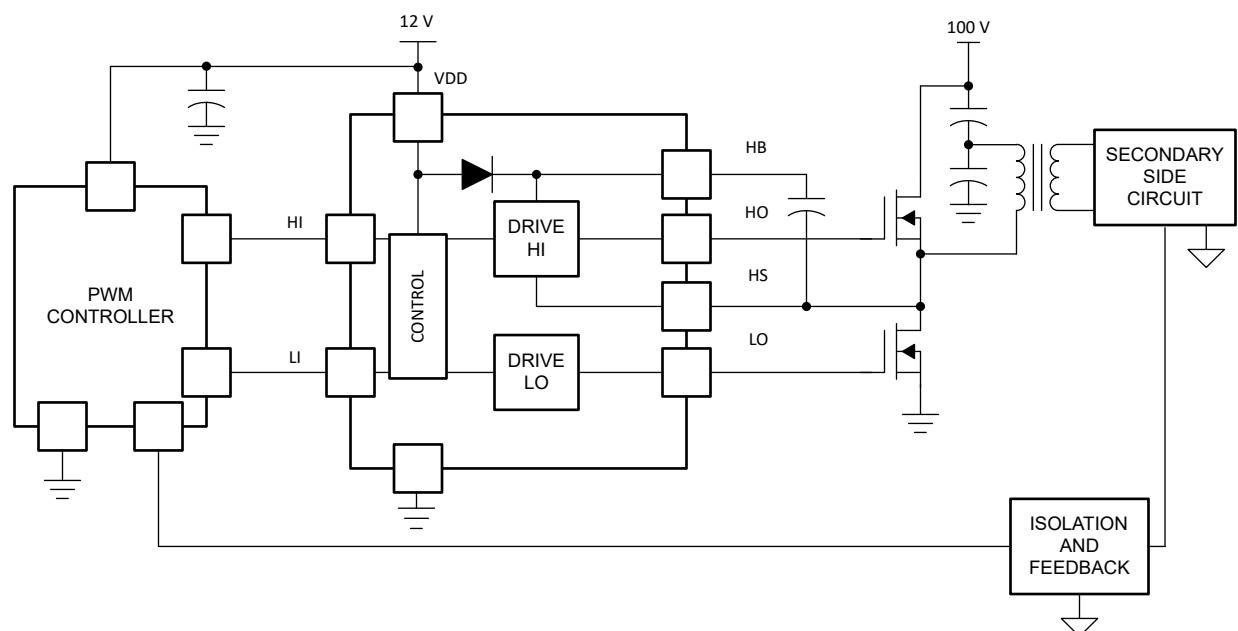 12 V
100 V
VDD
HB
SECONDARY
SIDE
CIRCUIT
HI
DRIVE
HI
HO
PWM
CONTROLLER
CONTROL
HS
LI
DRIVE
LO
LO
ISOLATION
AND
FEEDBACK